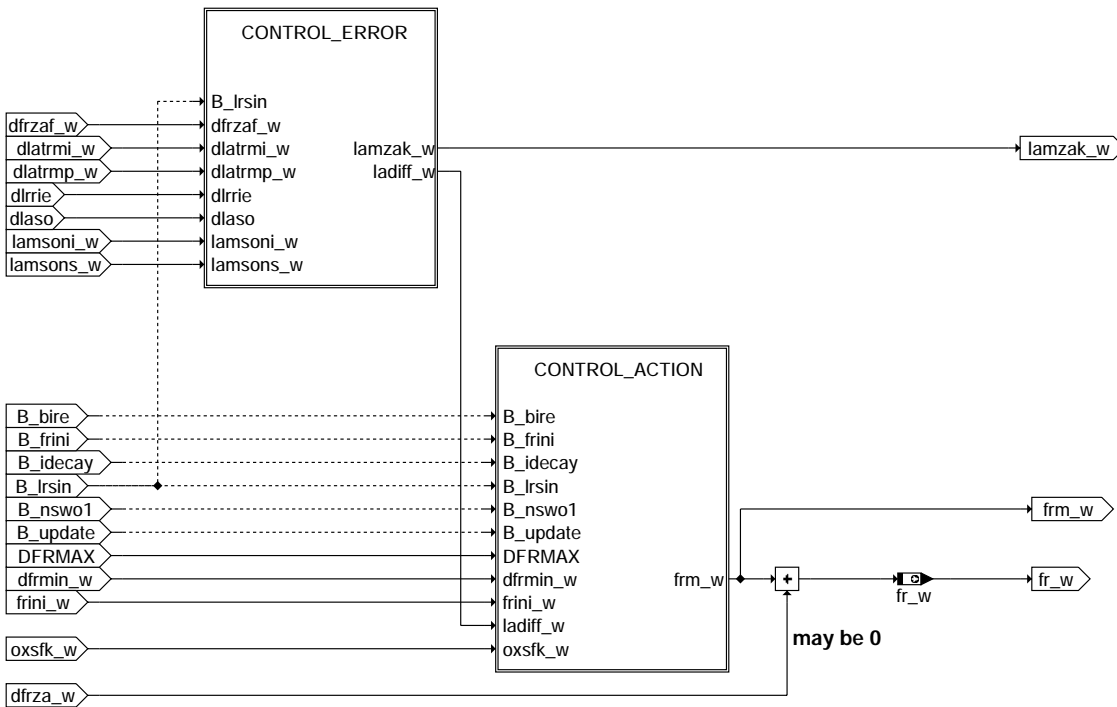 CONTROL_ERROR
B_lrsin
dfrzaf_w
dfrzaf_w
dlatrmi_w
dlatrmi_w
lamzak_w
lamzak_w
dlatrmp_w
dlatrmp_w
ladiff_w
dlrrie
dlrrie
dlaso
dlaso
lamsoni_w
lamsoni_w
lamsons_w
lamsons_w
CONTROL_ACTION
B_bire
B_bire
B_frini
B_frini
B_idecay
B_idecay
B_lrsin
B_lrsin
B_nswo1
B_nswo1
frm_w
B_update
B_update
DFRMAX
DFRMAX
dfrmin_w
dfrmin_w
frm_w
+
fr_w
fr_w
frini_w
frini_w
ladiff_w
may be 0
oxsfk_w
oxsfk_w
dfrza_w